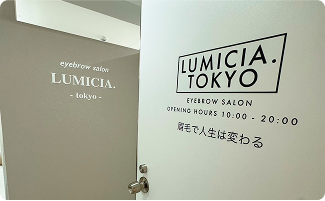 eyebrow salon
LUMICIA.
- tokyo -
LUMICIA.
TOKYO
EYEBROW SALON
OPENING HOURS 10:00 - 20:00
眉毛で人生は変わる